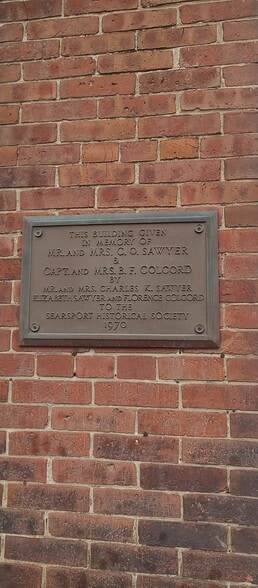 THIS BUILDING GIVEN
IN MEMORY OF
MR. AND MRS. C. O. SAWYER
&
CAPT. AND MRS. B. F. COLCORD
BY
MR. AND MRS. CHARLES K. SAWYER
ELIZABETH SAWYER AND FLORENCE COLCORD
TO THE
SEARSPORT HISTORICAL SOCIETY
1970